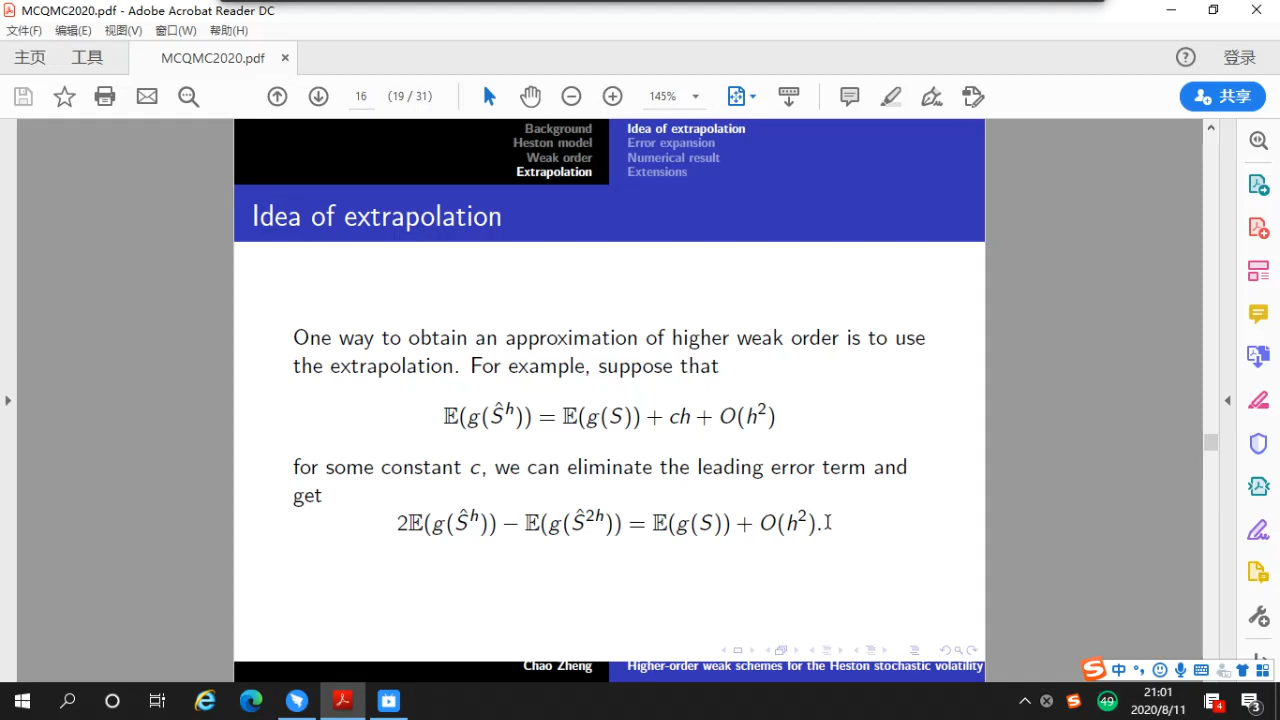 MCQMC2020.pdf - Adobe Acrobat Reader DC
文件(F) 编辑(E) 视图(V) 窗口(W) 帮助(H)
主页 工具 MCQMC2020.pdf × 登录
16 (19 / 31) 145% 共享
Background
Heston model
Weak order
Extrapolation
Idea of extrapolation
Error expansion
Numerical result
Extensions
Idea of extrapolation
One way to obtain an approximation of higher weak order is to use
the extrapolation. For example, suppose that
𝔼(g(Ŝ^h)) = 𝔼(g(S)) + ch + O(h²)
for some constant c, we can eliminate the leading error term and
get
2𝔼(g(Ŝ^h)) − 𝔼(g(Ŝ^2h)) = 𝔼(g(S)) + O(h²).
Chao Zheng Higher-order weak schemes for the Heston stochastic volatility
中
49 21:01 4 3
2020/8/11